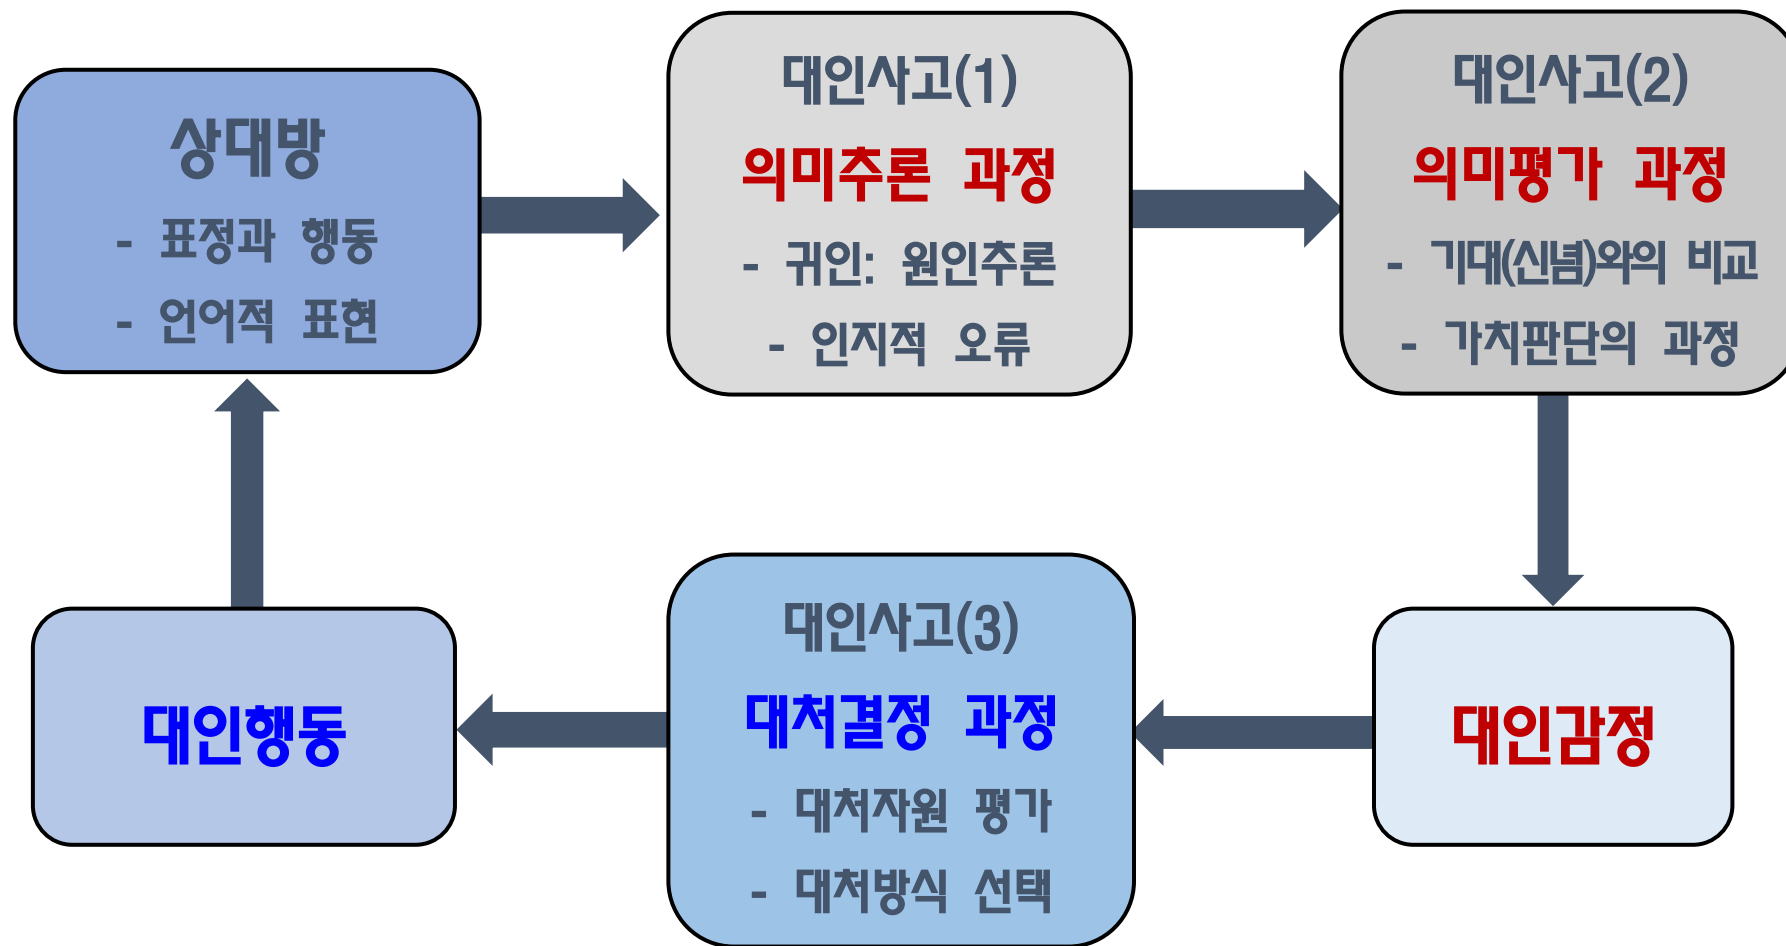 상대방
- 표정과 행동
- 언어적 표현
대인사고(1)
의미추론 과정
- 귀인: 원인추론
- 인지적 오류
대인사고(2)
의미평가 과정
- 기대(신념)와의 비교
- 가치판단의 과정
대인감정
대인사고(3)
대처결정 과정
- 대처자원 평가
- 대처방식 선택
대인행동